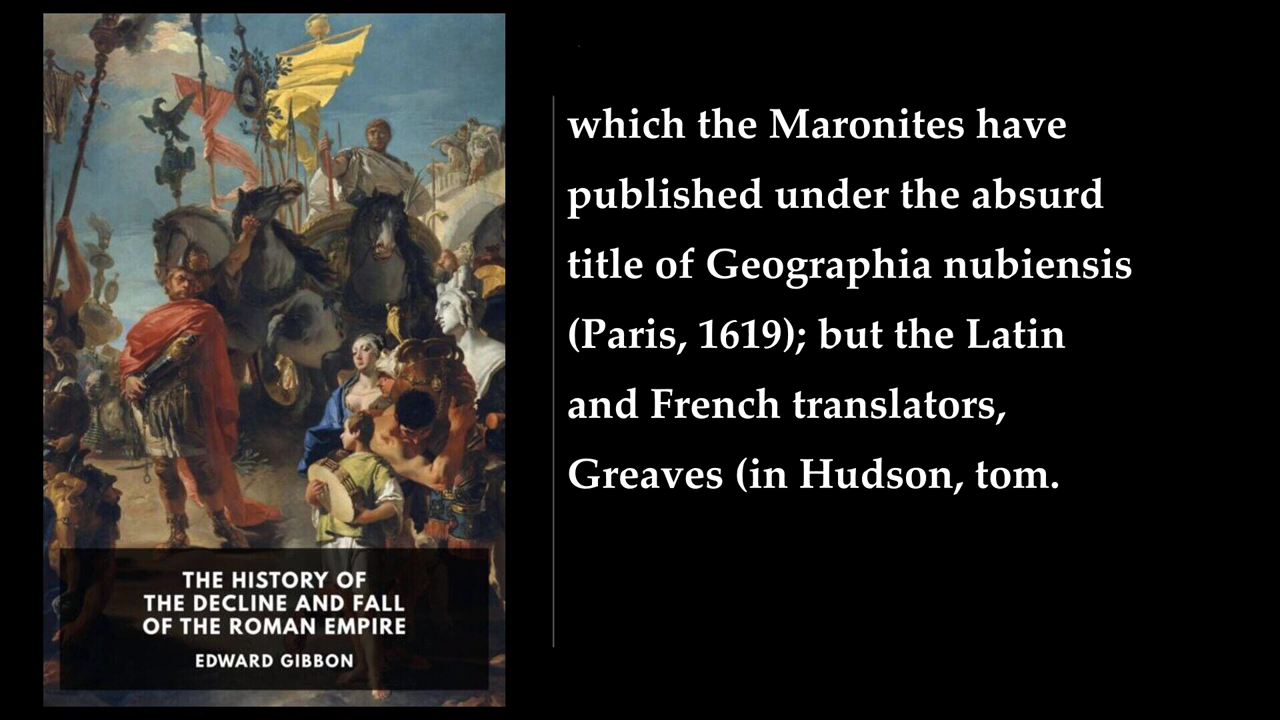 THE HISTORY OF
THE DECLINE AND FALL
OF THE ROMAN EMPIRE
EDWARD GIBBON
which the Maronites have
published under the absurd
title of Geographia nubiensis
(Paris, 1619); but the Latin
and French translators,
Greaves (in Hudson, tom.